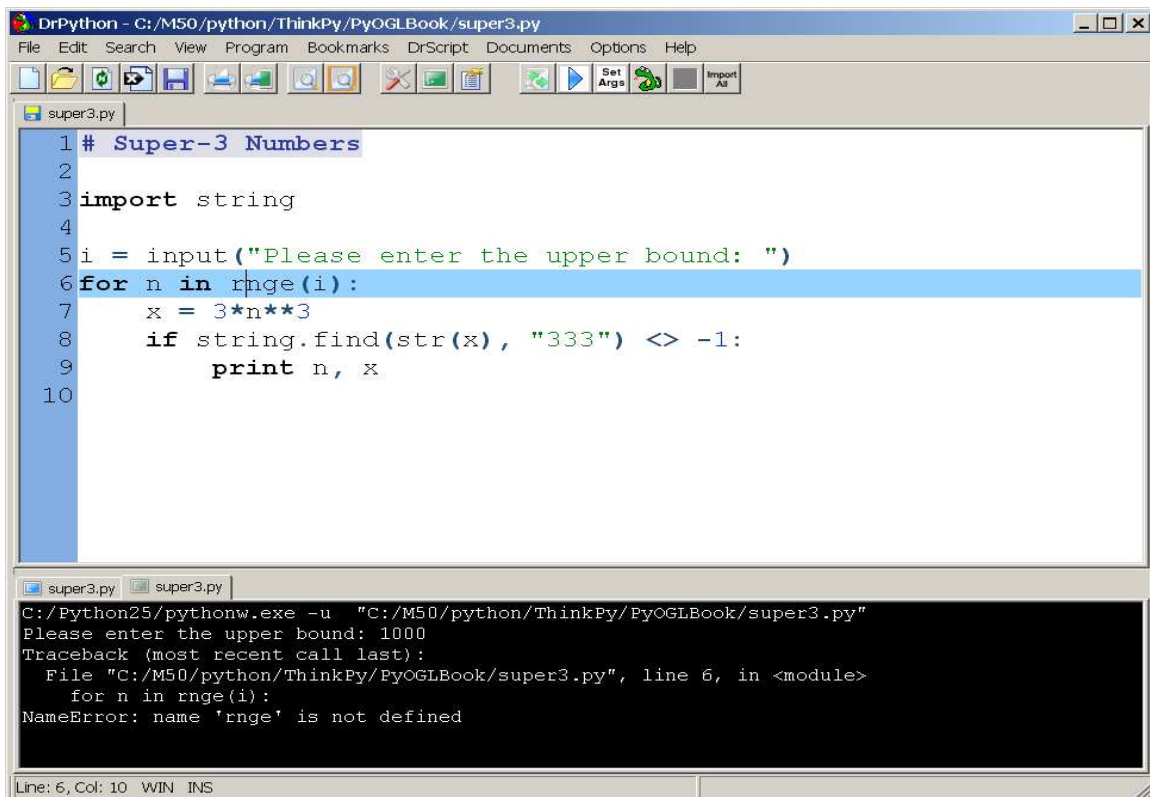 DrPython - C:/M50/python/ThinkPy/PyOGLBook/super3.py
File Edit Search View Program Bookmarks DrScript Documents Options Help
Set Args
Import All
super3.py
1 # Super-3 Numbers
2
3 import string
4
5 i = input("Please enter the upper bound: ")
6 for n in rnge(i):
7 x = 3*n**3
8 if string.find(str(x), "333") <> -1:
9 print n, x
10
super3.py super3.py
C:/Python25/pythonw.exe -u "C:/M50/python/ThinkPy/PyOGLBook/super3.py"
Please enter the upper bound: 1000
Traceback (most recent call last):
File "C:/M50/python/ThinkPy/PyOGLBook/super3.py", line 6, in <module>
for n in rnge(i):
NameError: name 'rnge' is not defined
Line: 6, Col: 10 WIN INS